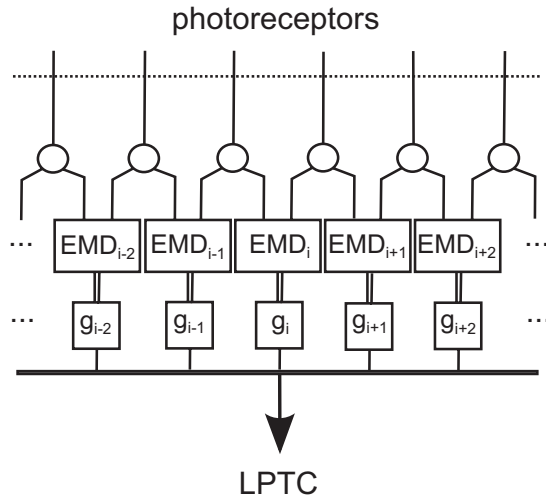 photoreceptors
... EMDi-2 EMDi-1 EMDi EMDi+1 EMDi+2 ...
... gi-2 gi-1 gi gi+1 gi+2 ...
LPTC